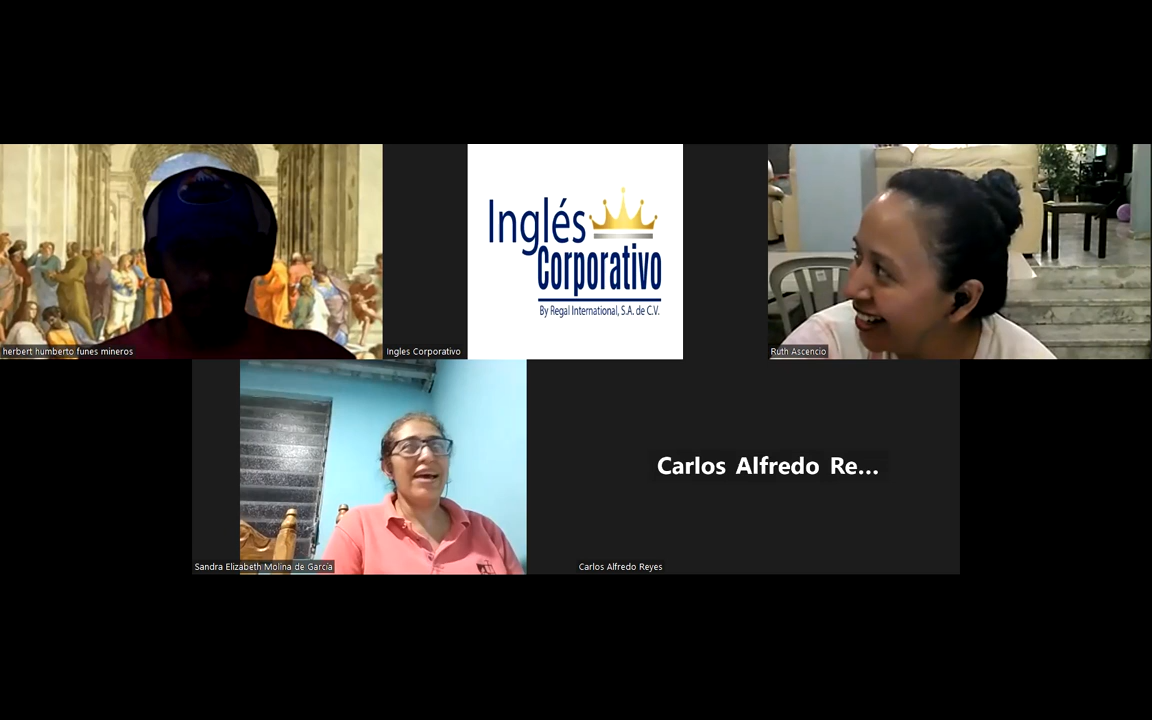 Inglés
Corporativo
By Regal International, S.A. de C.V.
herbert humberto funes mineros
Ingles Corporativo
Ruth Ascencio
Carlos Alfredo Re...
Sandra Elizabeth Molina de García
Carlos Alfredo Reyes